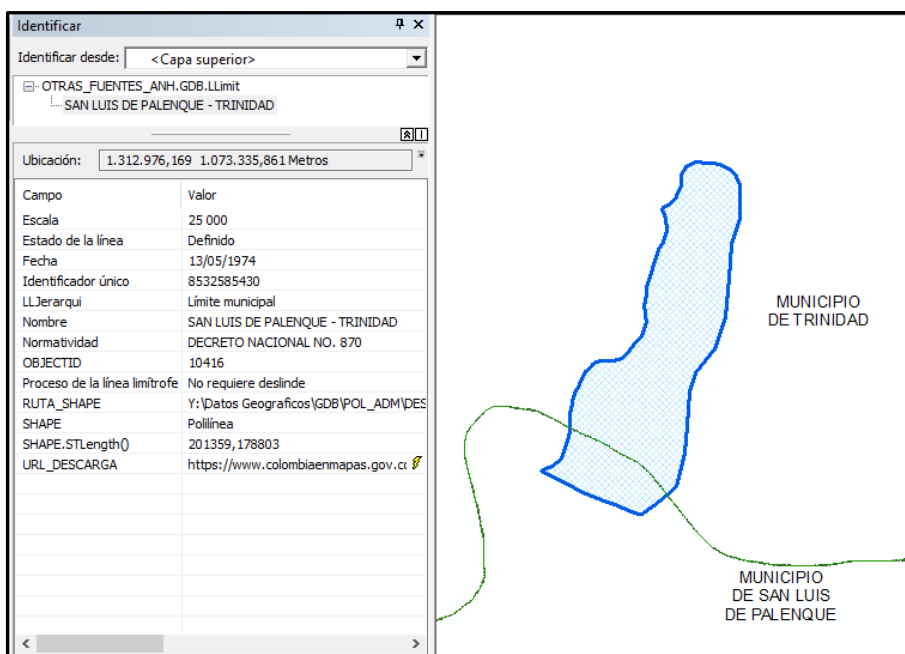 Identificar
Identificar desde: <Capa superior>
OTRAS_FUENTES_ANH.GDB.LLimit
SAN LUIS DE PALENQUE - TRINIDAD
Ubicación: 1.312.976,169 1.073.335,861 Metros
Campo Valor
Escala 25 000
Estado de la línea Definido
Fecha 13/05/1974
Identificador único 8532585430
LLJerarqui Límite municipal
Nombre SAN LUIS DE PALENQUE - TRINIDAD
Normatividad DECRETO NACIONAL NO. 870
OBJECTID 10416
Proceso de la línea limítrofe No requiere deslinde
RUTA_SHAPE Y:\Datos Geograficos\GDB\POL_ADM\DES
SHAPE Polilínea
SHAPE.STLength() 201359,178803
URL_DESCARGA https://www.colombiaenmapas.gov.cc
MUNICIPIO
DE TRINIDAD
MUNICIPIO
DE SAN LUIS
DE PALENQUE